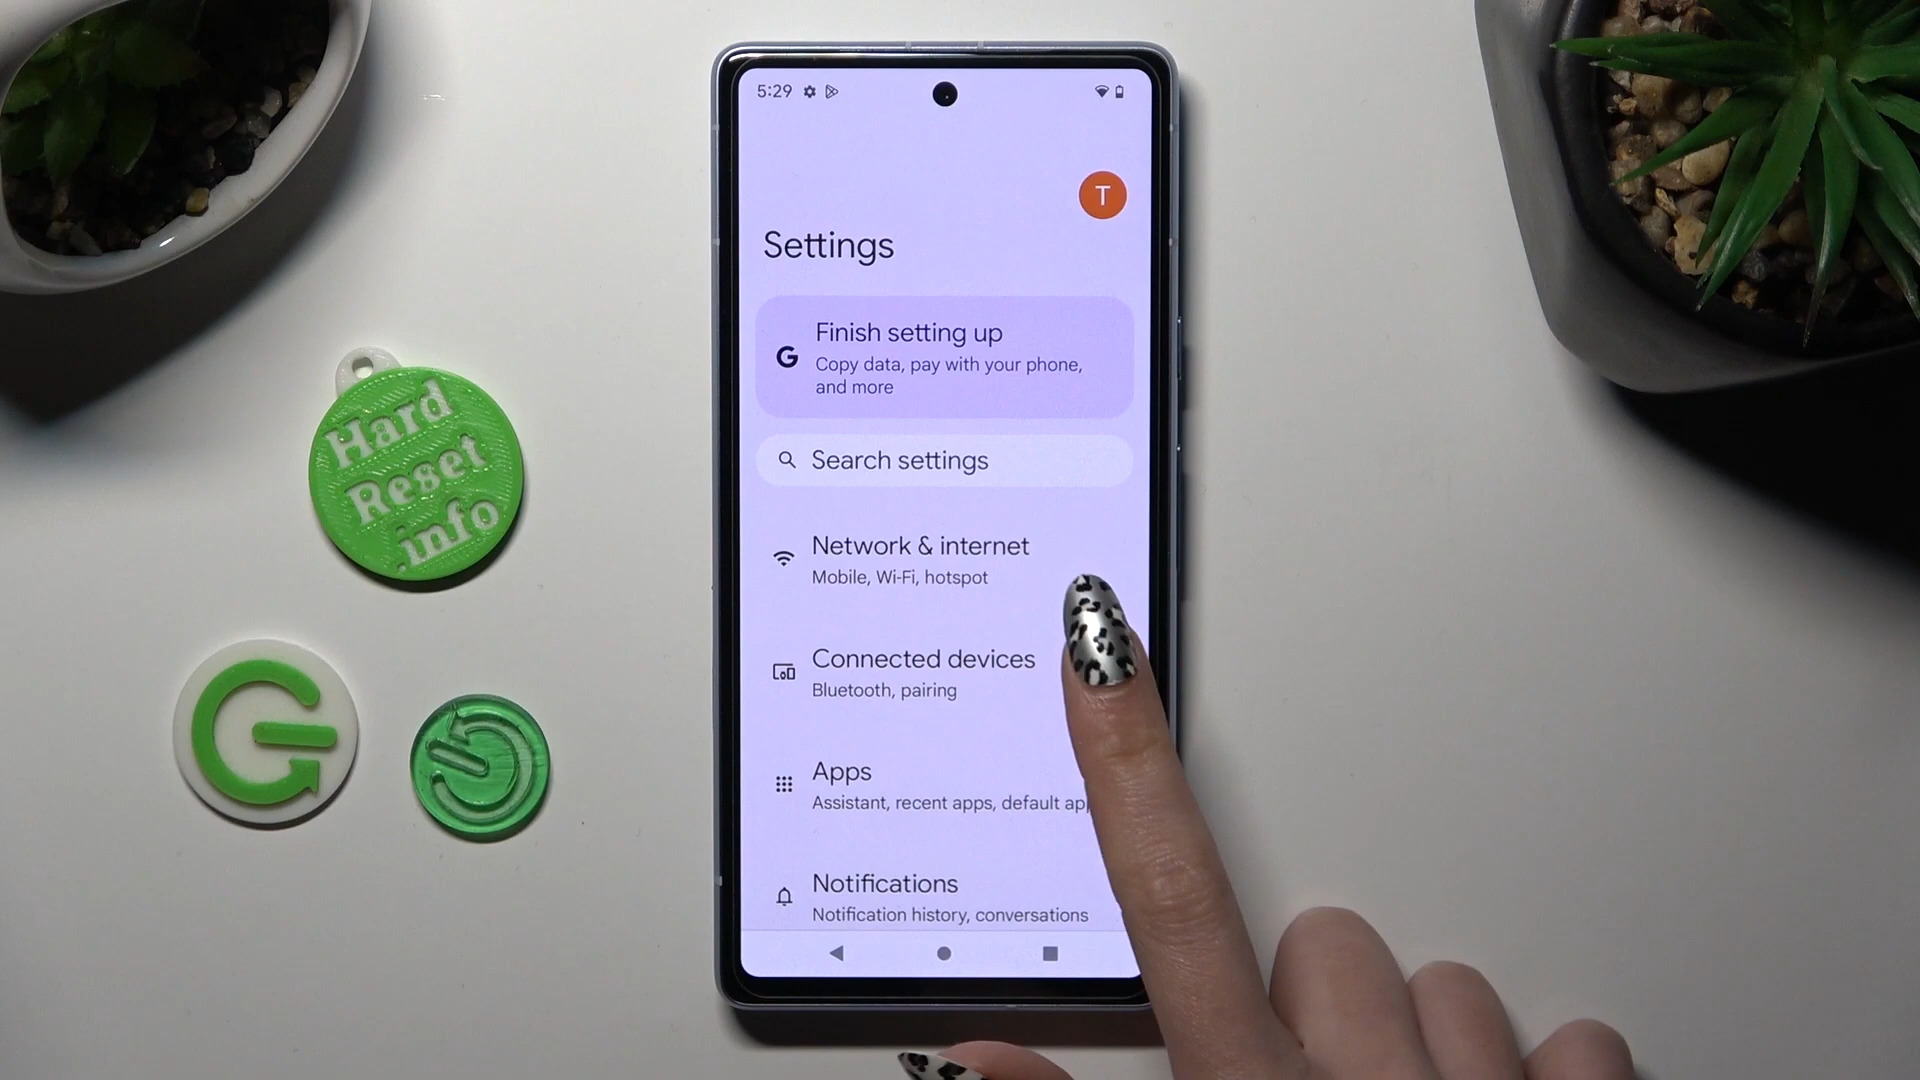 5:29
T
Settings
Finish setting up
G
Copy data, pay with your phone,
and more
Search settings
Network & internet
Mobile, Wi-Fi, hotspot
Connected devices
Bluetooth, pairing
Apps
Assistant, recent apps, default ap
Notifications
Notification history, conversations
Hard
Reset
.info